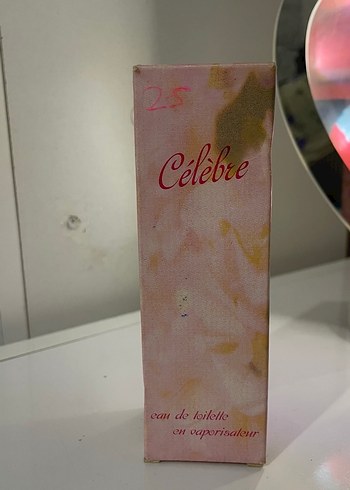 25
Célèbre
eau de toilette
en vaporisateur